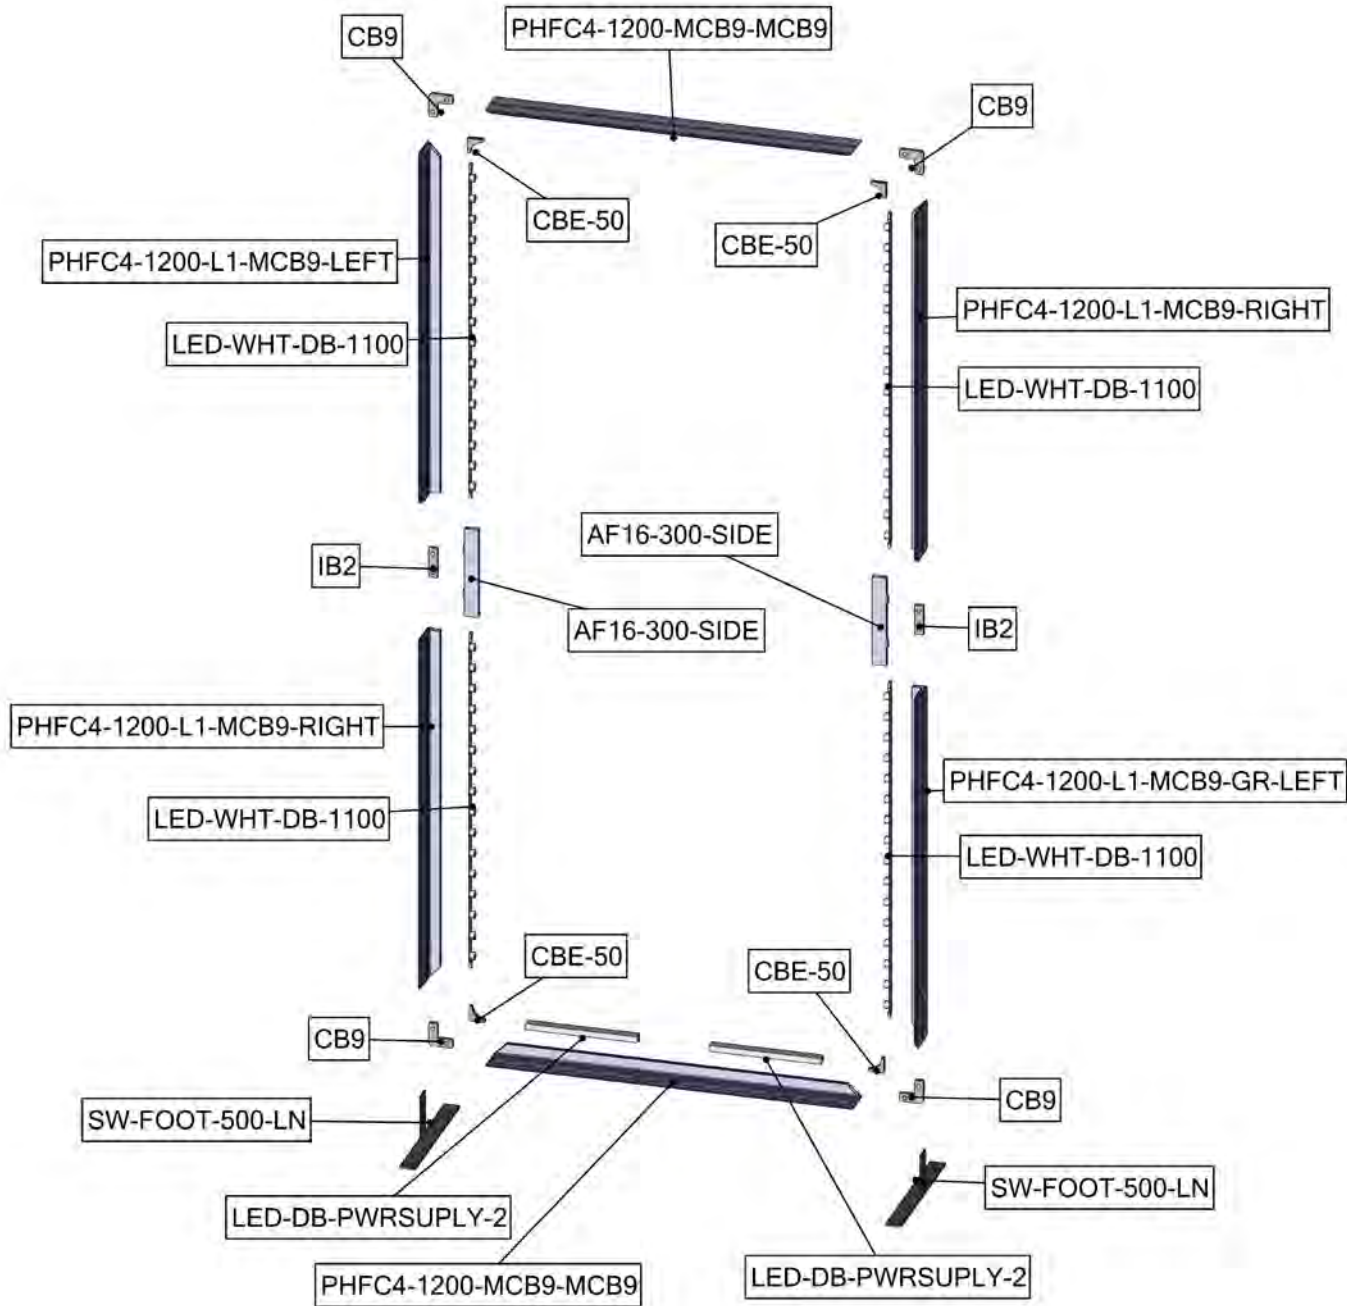 PHFC4-1200-MCB9-MCB9
CB9
CB9
CBE-50
CBE-50
PHFC4-1200-L1-MCB9-LEFT
PHFC4-1200-L1-MCB9-RIGHT
LED-WHT-DB-1100
LED-WHT-DB-1100
AF16-300-SIDE
IB2
AF16-300-SIDE
IB2
PHFC4-1200-L1-MCB9-RIGHT
PHFC4-1200-L1-MCB9-GR-LEFT
LED-WHT-DB-1100
LED-WHT-DB-1100
CBE-50
CBE-50
CB9
CB9
SW-FOOT-500-LN
SW-FOOT-500-LN
LED-DB-PWRSUPLY-2
LED-DB-PWRSUPLY-2
PHFC4-1200-MCB9-MCB9